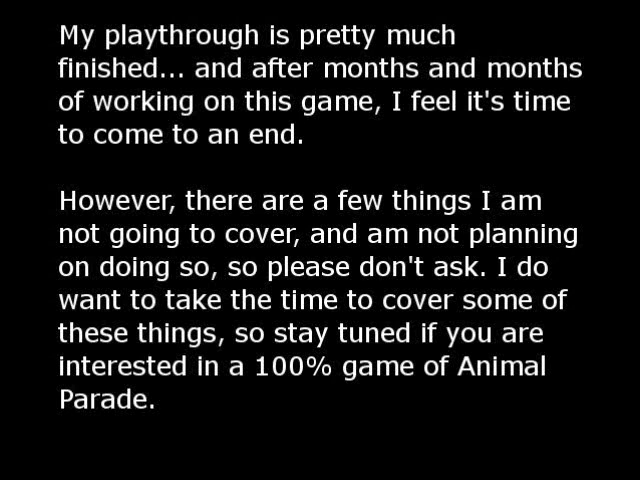 My playthrough is pretty much
finished... and after months and months
of working on this game, I feel it's time
to come to an end.
However, there are a few things I am
not going to cover, and am not planning
on doing so, so please don't ask. I do
want to take the time to cover some of
these things, so stay tuned if you are
interested in a 100% game of Animal
Parade.